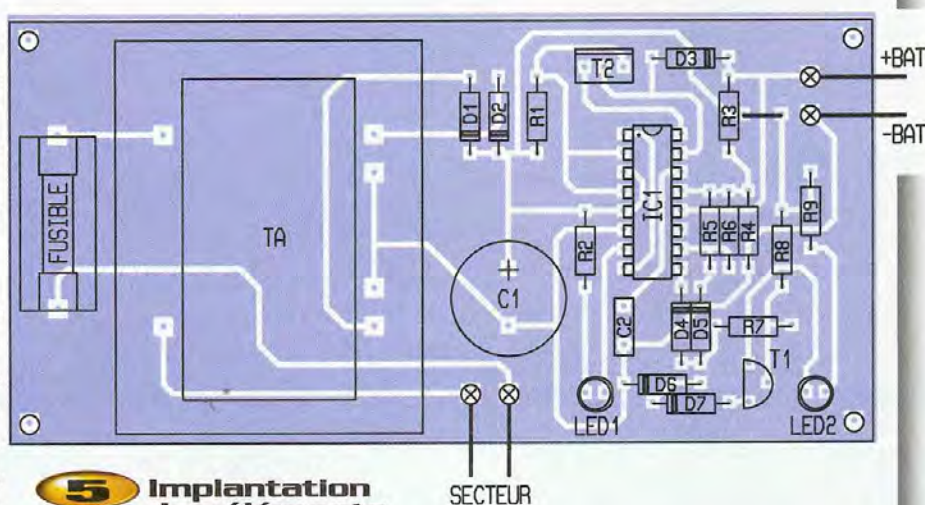 +BAT
-BAT
FUSIBLE
TA
D1
D2
R1
T2
D3
R3
IC1
C1
R2
R5
R6
R4
R9
R8
C2
D4
D5
R7
T1
D6
D7
LED1
LED2
SECTEUR
5 Implantation